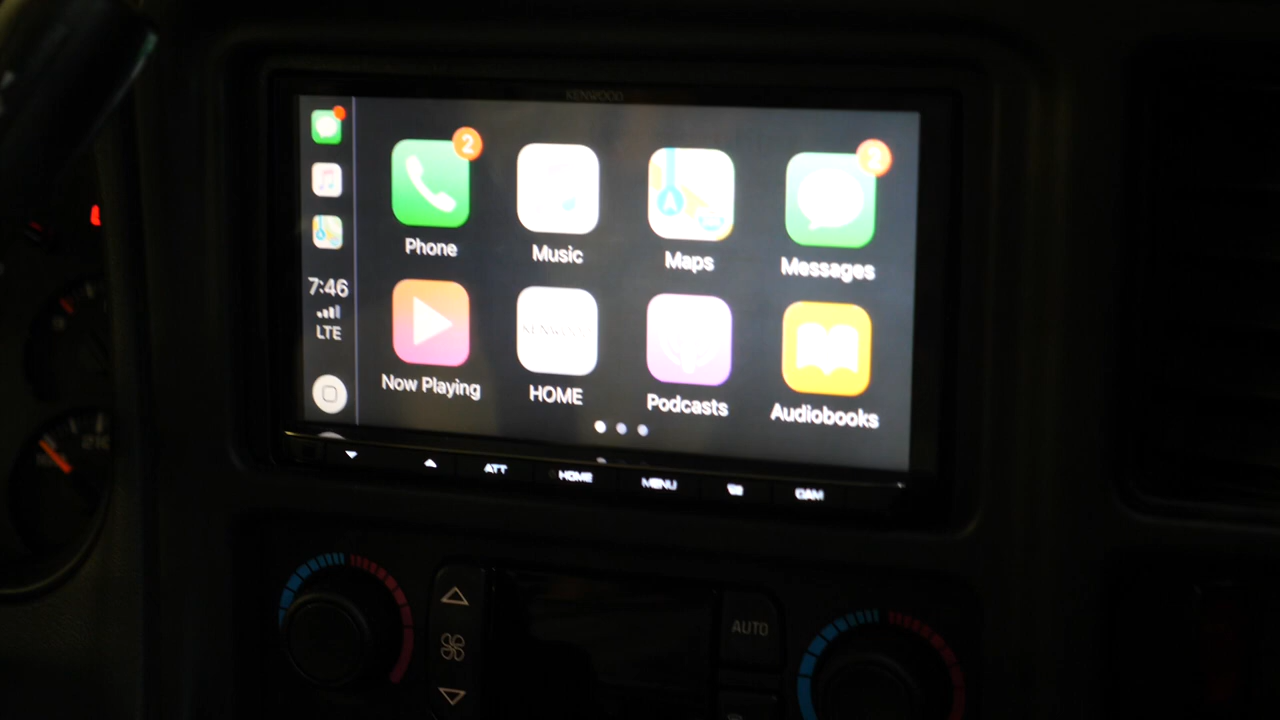 KENWOOD
2
2
Phone
Music
Maps
Messages
7:46
LTE
KENWOOD
Now Playing
HOME
Podcasts
Audiobooks
ATT
HOME
MENU
CAM
AUTO